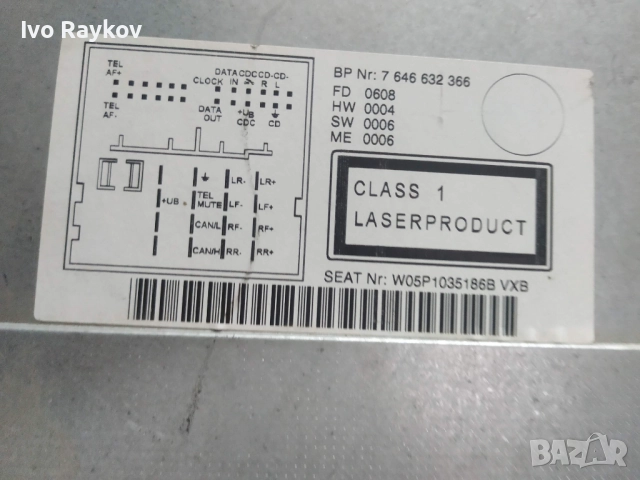 Ivo Raykov
TEL
AF+
DATA CDC CD- CD-
CLOCK IN R L
TEL
AF-
DATA
OUT
+UB
CDC
CD
+UB
TEL
MUTE
CAN/L
CAN/H
LR-
LF-
RF-
RR-
LR+
LF+
RF+
RR+
BP Nr: 7 646 632 366
FD 0608
HW 0004
SW 0006
ME 0006
CLASS 1
LASERPRODUCT
SEAT Nr: W05P1035186B VXB
BAZAR
bg